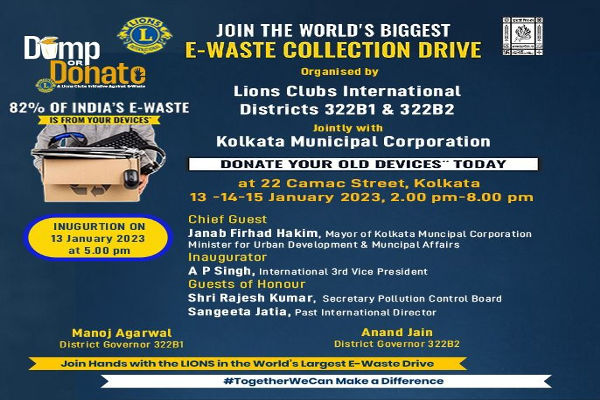 Dump
OR
Donate
A Lions Clubs Initiative Against E-Waste
LIONS
L
INTERNATIONAL
JOIN THE WORLD'S BIGGEST
E-WASTE COLLECTION DRIVE
Organised by
Lions Clubs International
Districts 322B1 & 322B2
Jointly with
Kolkata Municipal Corporation
82% OF INDIA'S E-WASTE
IS FROM YOUR DEVICES*
DONATE YOUR OLD DEVICES** TODAY
at 22 Camac Street, Kolkata
13 -14-15 January 2023, 2.00 pm-8.00 pm
INUGURTION ON
13 January 2023
at 5.00 pm
Chief Guest
Janab Firhad Hakim, Mayor of Kolkata Muncipal Corporation
Minister for Urban Development & Muncipal Affairs
Inaugurator
A P Singh, International 3rd Vice President
Guests of Honour
Shri Rajesh Kumar, Secretary Pollution Control Board
Sangeeta Jatia, Past International Director
Manoj Agarwal
District Governor 322B1
Anand Jain
District Governor 322B2
Join Hands with the LIONS in the World's Largest E-Waste Drive
#TogetherWeCan Make a Difference